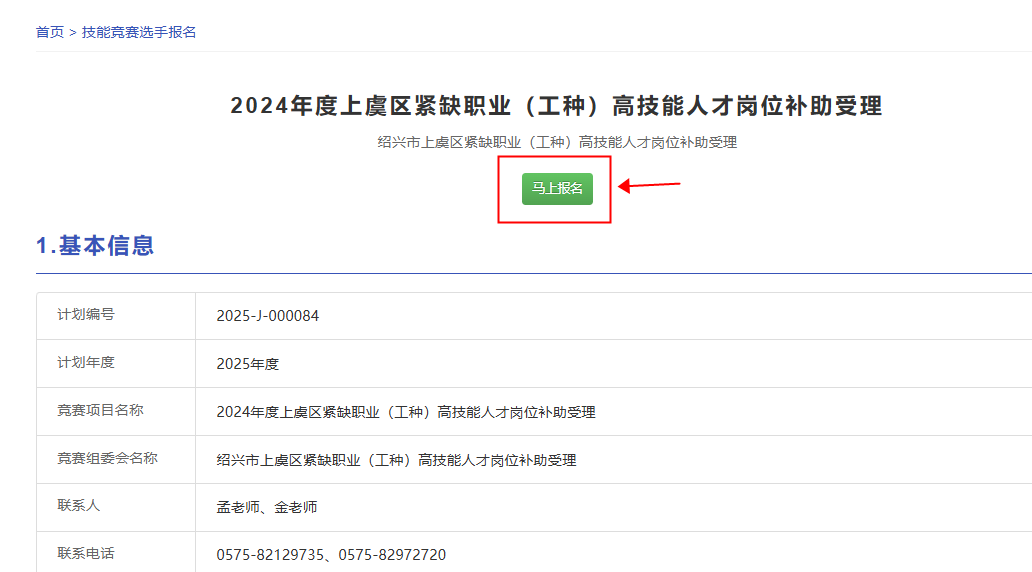 首页 > 技能竞赛选手报名
2024年度上虞区紧缺职业（工种）高技能人才岗位补助受理
绍兴市上虞区紧缺职业（工种）高技能人才岗位补助受理
马上报名
1.基本信息
计划编号 2025-J-000084
计划年度 2025年度
竞赛项目名称 2024年度上虞区紧缺职业（工种）高技能人才岗位补助受理
竞赛组委会名称 绍兴市上虞区紧缺职业（工种）高技能人才岗位补助受理
联系人 孟老师、金老师
联系电话 0575-82129735、0575-82972720